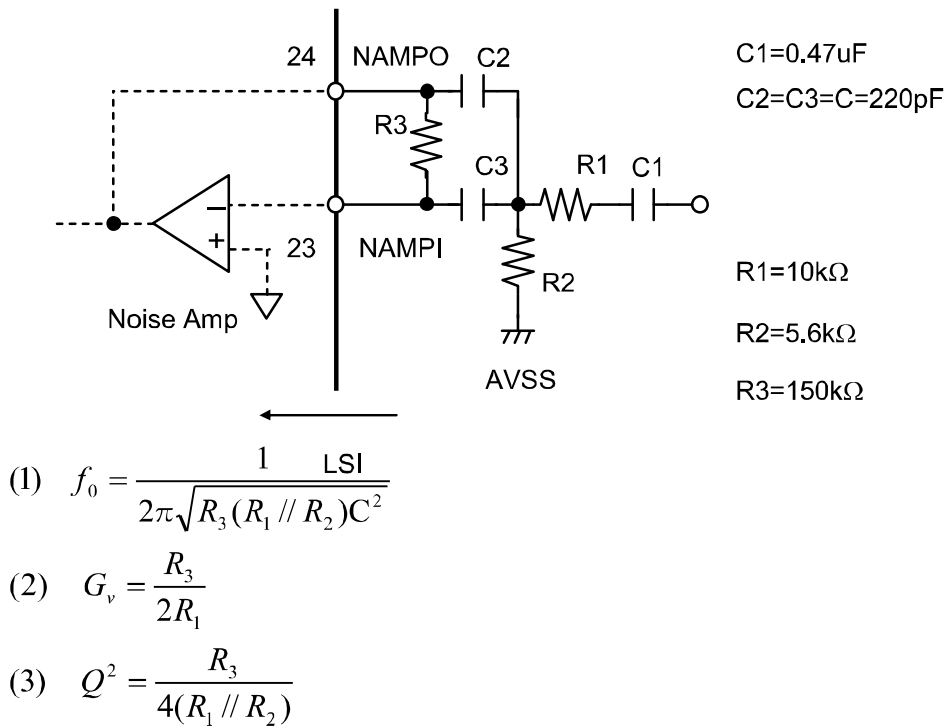 24 NAMPO C2
R3
C3 R1 C1
−
+
23 NAMPI
R2
Noise Amp
AVSS
LSI
C1=0.47uF
C2=C3=C=220pF
R1=10kΩ
R2=5.6kΩ
R3=150kΩ
(1) f₀ = 1 / (2π√(R₃(R₁ // R₂)C²))
(2) Gᵥ = R₃ / (2R₁)
(3) Q² = R₃ / (4(R₁ // R₂))